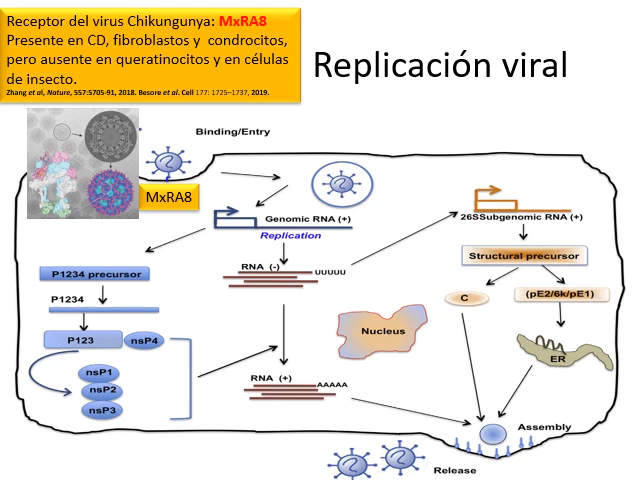 Receptor del virus Chikungunya: MxRA8
Presente en CD, fibroblastos y condrocitos,
pero ausente en queratinocitos y en células
de insecto.
Zhang et al, Nature, 557:5705-91, 2018. Besore et al. Cell 177: 1725–1737, 2019.
Replicación viral
Binding/Entry
MxRA8
Genomic RNA (+)
Replication
26SSubgenomic RNA (+)
Structural precursor
RNA (-)
UUUUU
P1234 precursor
P1234
C
(pE2/6k/pE1)
P123
nsP4
Nucleus
ER
nsP1
nsP2
nsP3
RNA (+)
AAAAA
Assembly
Release